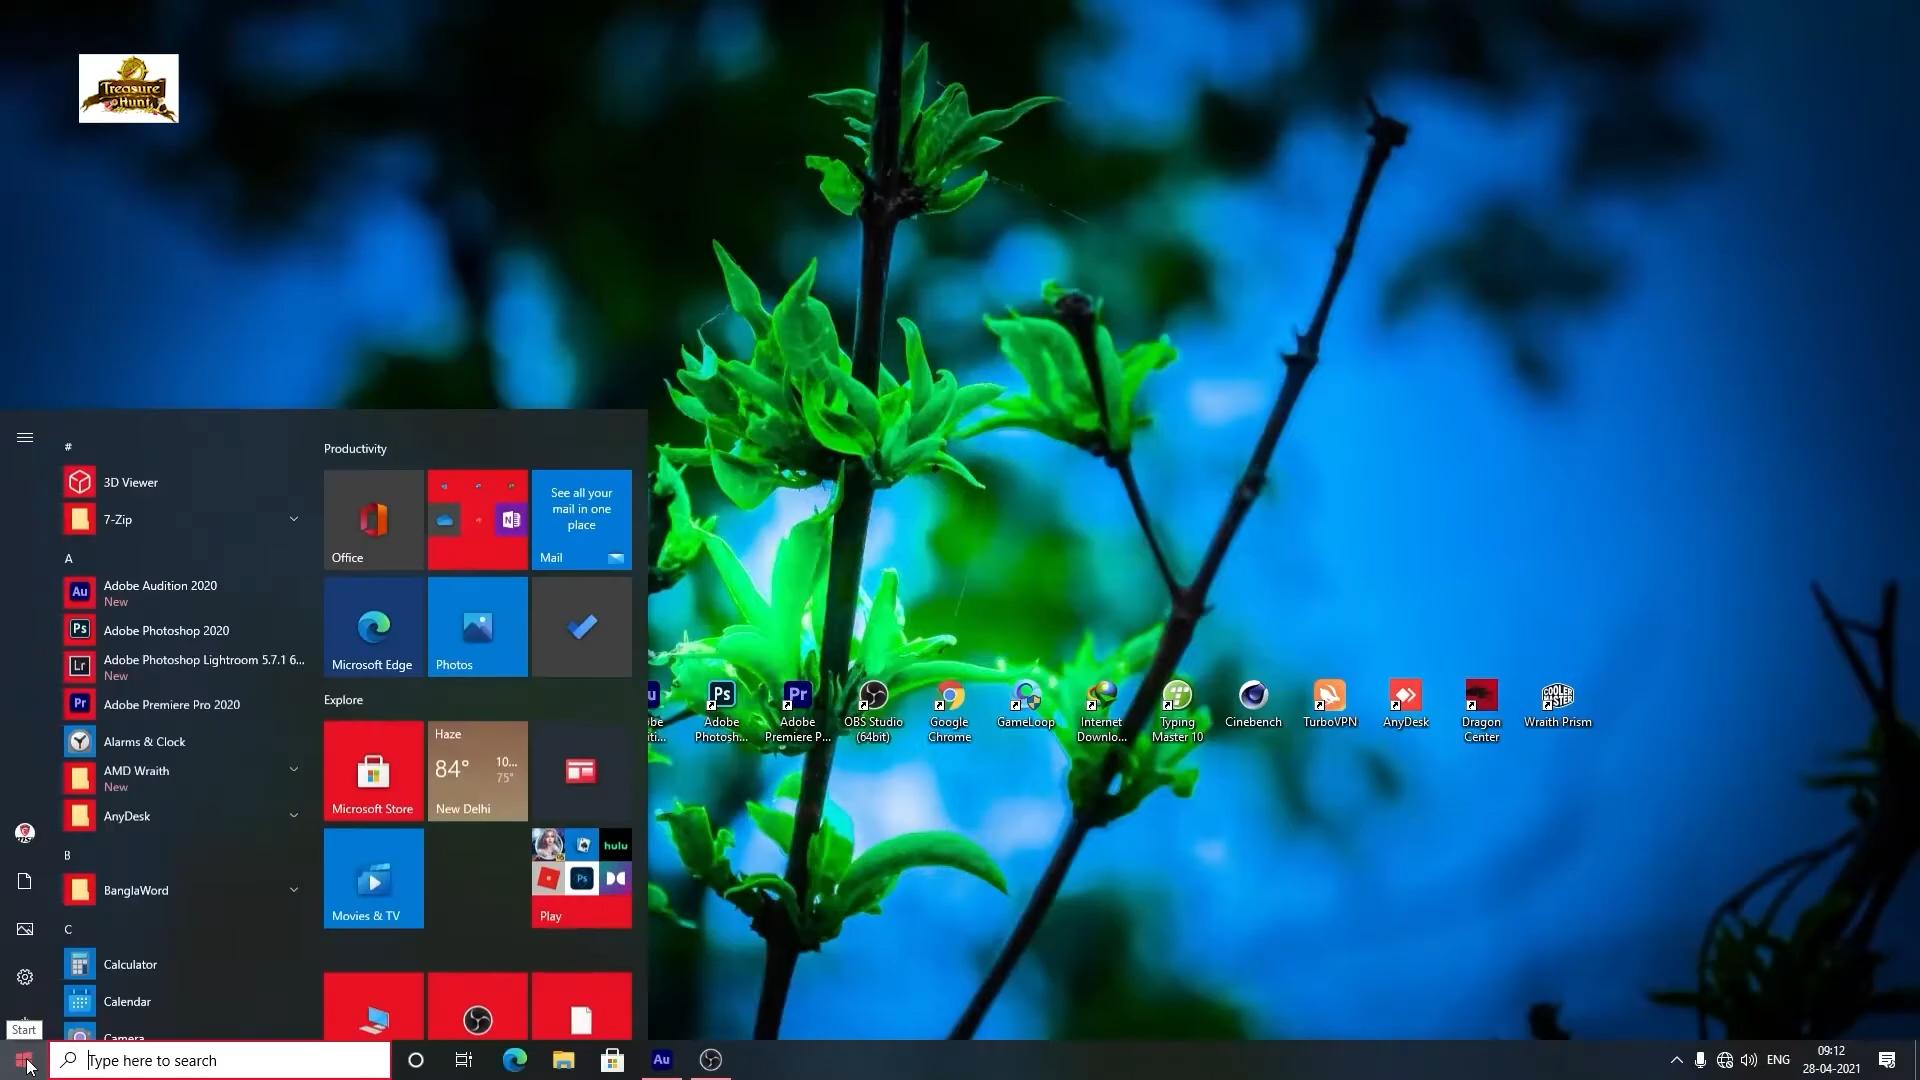 Treasure
Hunt
#
3D Viewer
7-Zip
A
Adobe Audition 2020
New
Adobe Photoshop 2020
Adobe Photoshop Lightroom 5.7.1 6...
New
Adobe Premiere Pro 2020
Alarms & Clock
AMD Wraith
New
AnyDesk
B
BanglaWord
C
Calculator
Calendar
Camera
Productivity
Office
See all your
mail in one
place
Mail
Microsoft Edge
Photos
Explore
Microsoft Store
Haze
84° 10...
75°
New Delhi
Movies & TV
hulu
Play
Adobe
Photosh...
Adobe
Premiere P...
OBS Studio
(64bit)
Google
Chrome
GameLoop
Internet
Downlo...
Typing
Master 10
Cinebench
TurboVPN
AnyDesk
Dragon
Center
COOLER
MASTER
Wraith Prism
Start
Type here to search
Au
ENG
09:12
28-04-2021